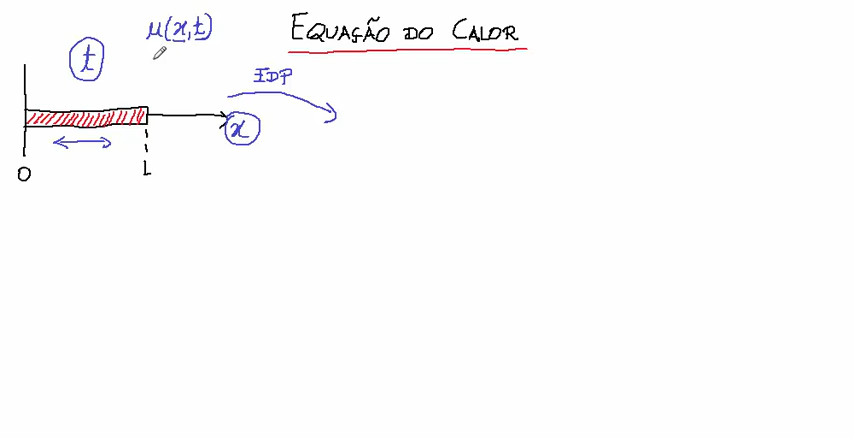 μ(x,t)
EQUAÇÃO DO CALOR
t
EDP
x
0
L